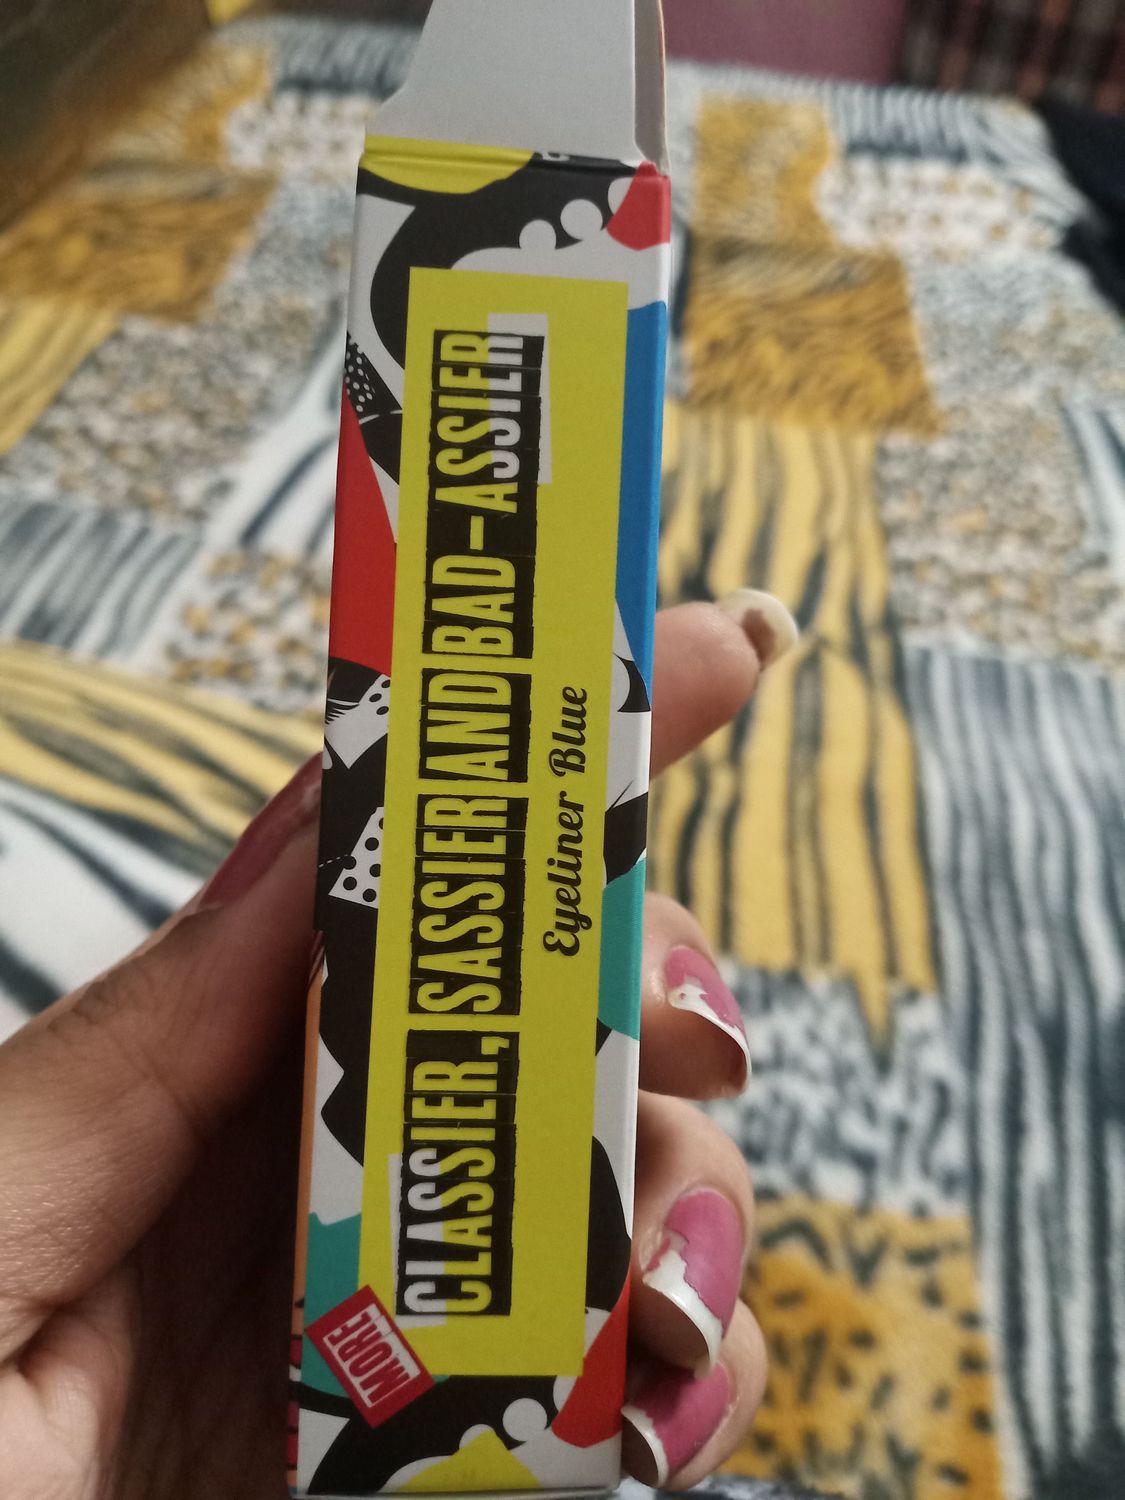 MORE
CLASSIER, SASSIER AND BAD-ASSIER
Eyeliner Blue